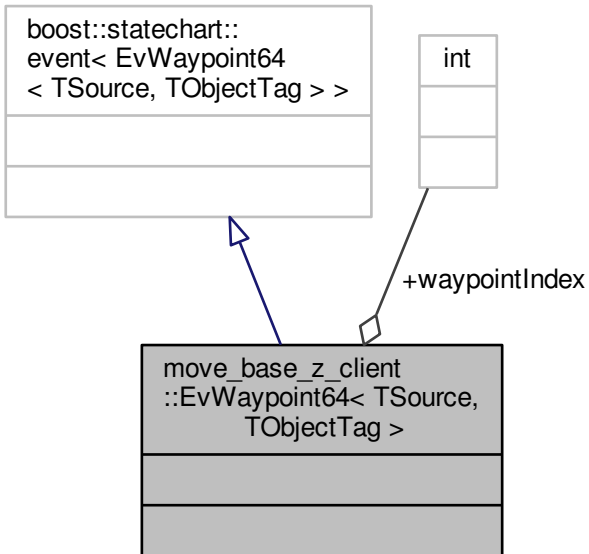 boost::statechart::
event< EvWaypoint64
< TSource, TObjectTag > >
int
+waypointIndex
move_base_z_client
::EvWaypoint64< TSource,
TObjectTag >